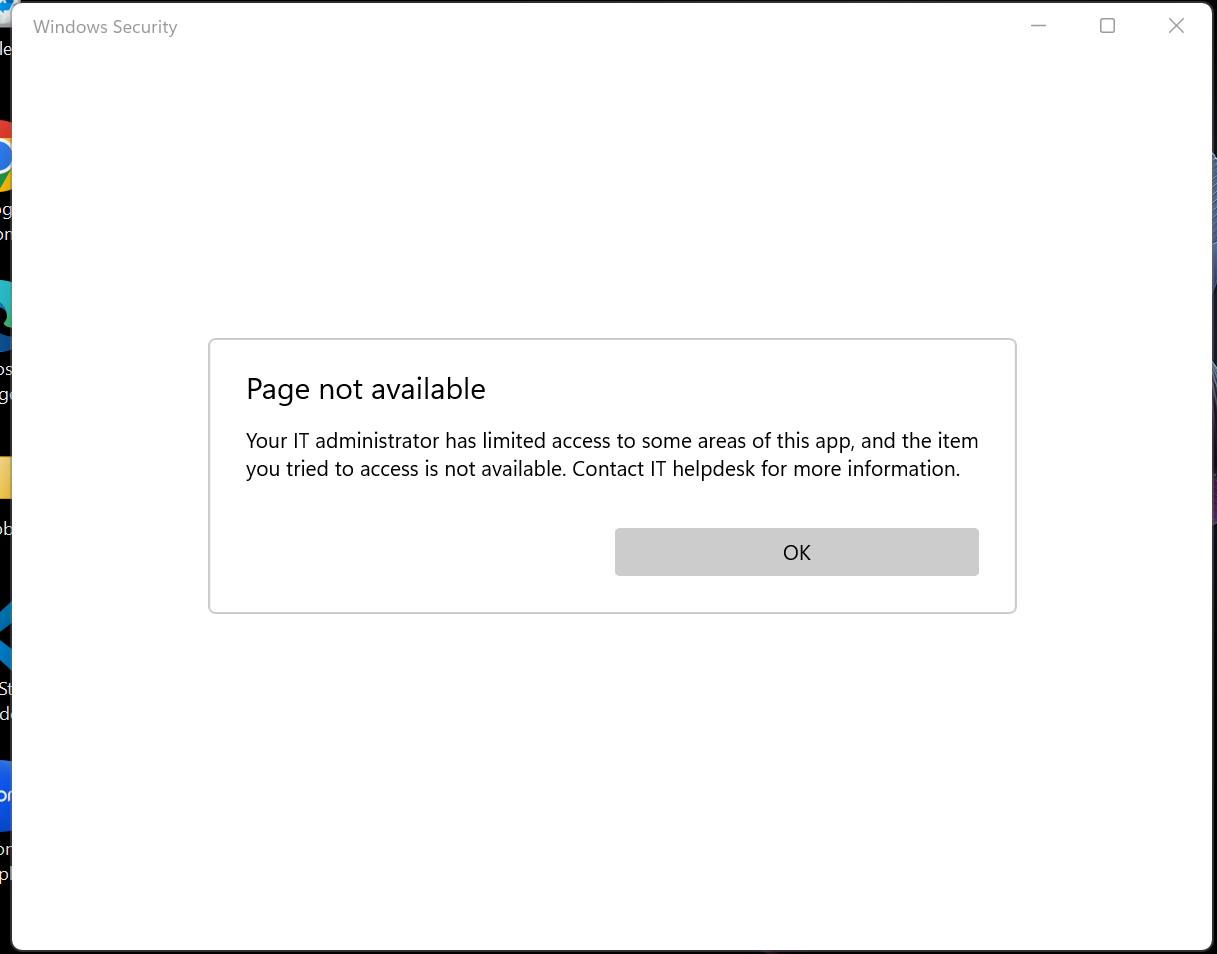 Windows Security
Page not available
Your IT administrator has limited access to some areas of this app, and the item
you tried to access is not available. Contact IT helpdesk for more information.
OK